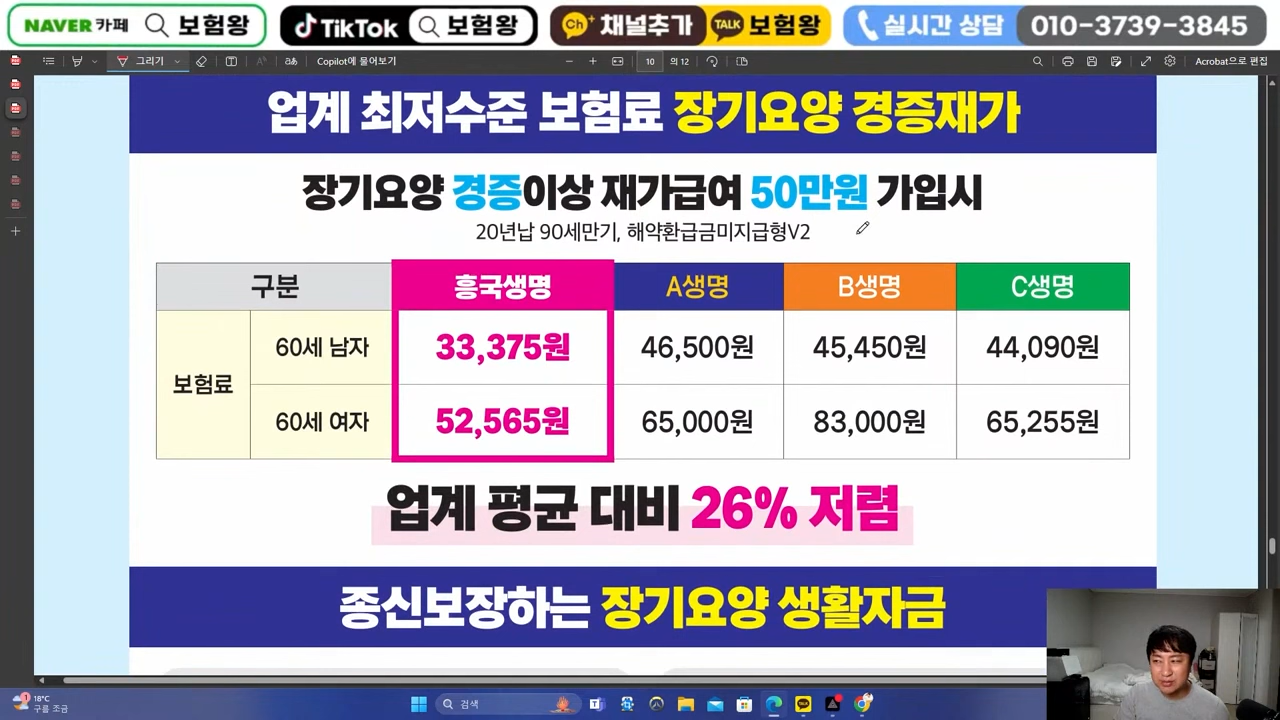 NAVER 카페 보험왕 TikTok 보험왕 Ch+ 채널추가 TALK 보험왕 실시간 상담 010-3739-3845
그리기 Copilot에 물어보기 10 의 12 Acrobat으로 편집
업계 최저수준 보험료 장기요양 경증재가
장기요양 경증이상 재가급여 50만원 가입시
20년납 90세만기, 해약환급금미지급형V2
구분 흥국생명 A생명 B생명 C생명
보험료
60세 남자 33,375원 46,500원 45,450원 44,090원
60세 여자 52,565원 65,000원 83,000원 65,255원
업계 평균 대비 26% 저렴
종신보장하는 장기요양 생활자금
18°C
구름 조금
검색